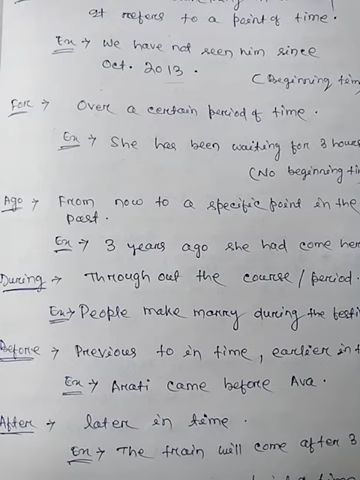 It refers to a point of time.
Ex → We have not seen him since
Oct. 2013.
(Beginning time
For → Over a certain period of time.
Ex → She has been waiting for 3 hours
(No beginning ti
Ago → From now to a specific point in the
past.
Ex → 3 years ago she had come her
During → Through out the course / period.
Ex → People make marry during the festi
Before → Previous to in time, earlier in t
Ex → Arati came before Ava.
After → later in time.
Ex → The train will come after 3